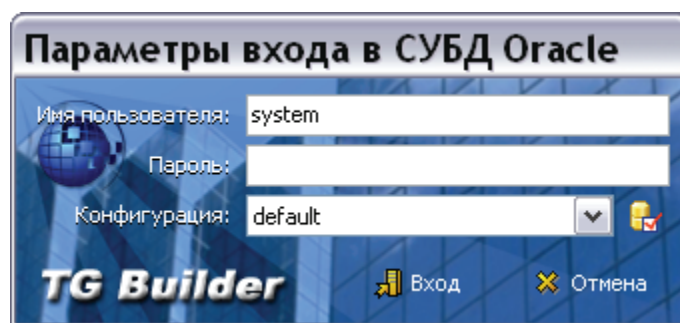 Параметры входа в СУБД Oracle
Имя пользователя: system
Пароль:
Конфигурация: default
TG Builder Вход Отмена